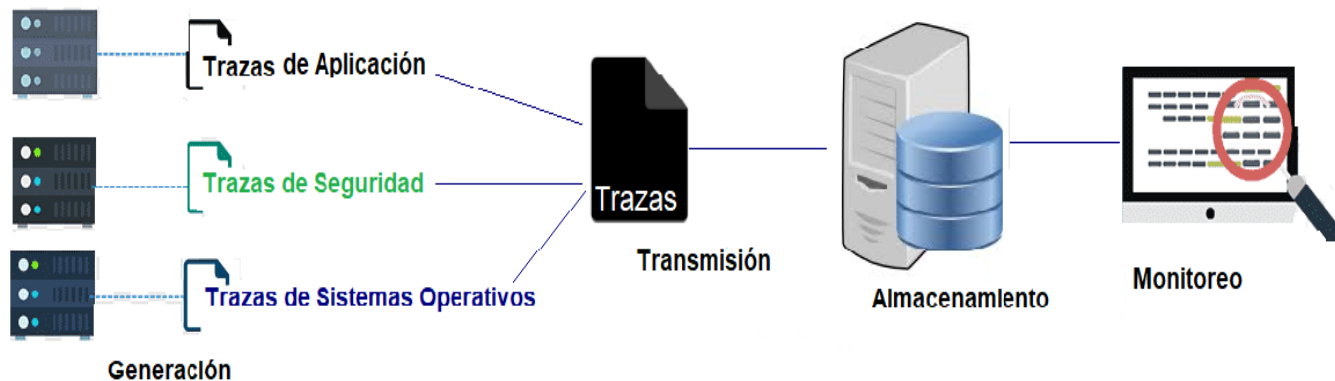 Trazas de Aplicación
Trazas de Seguridad
Trazas de Sistemas Operativos
Generación
Trazas
Transmisión
Almacenamiento
Monitoreo